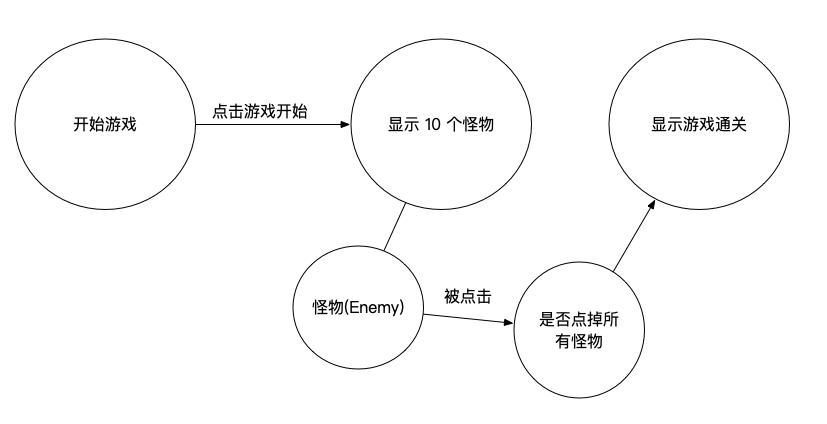 开始游戏
点击游戏开始
显示 10 个怪物
显示游戏通关
怪物(Enemy)
被点击
是否点掉所
有怪物